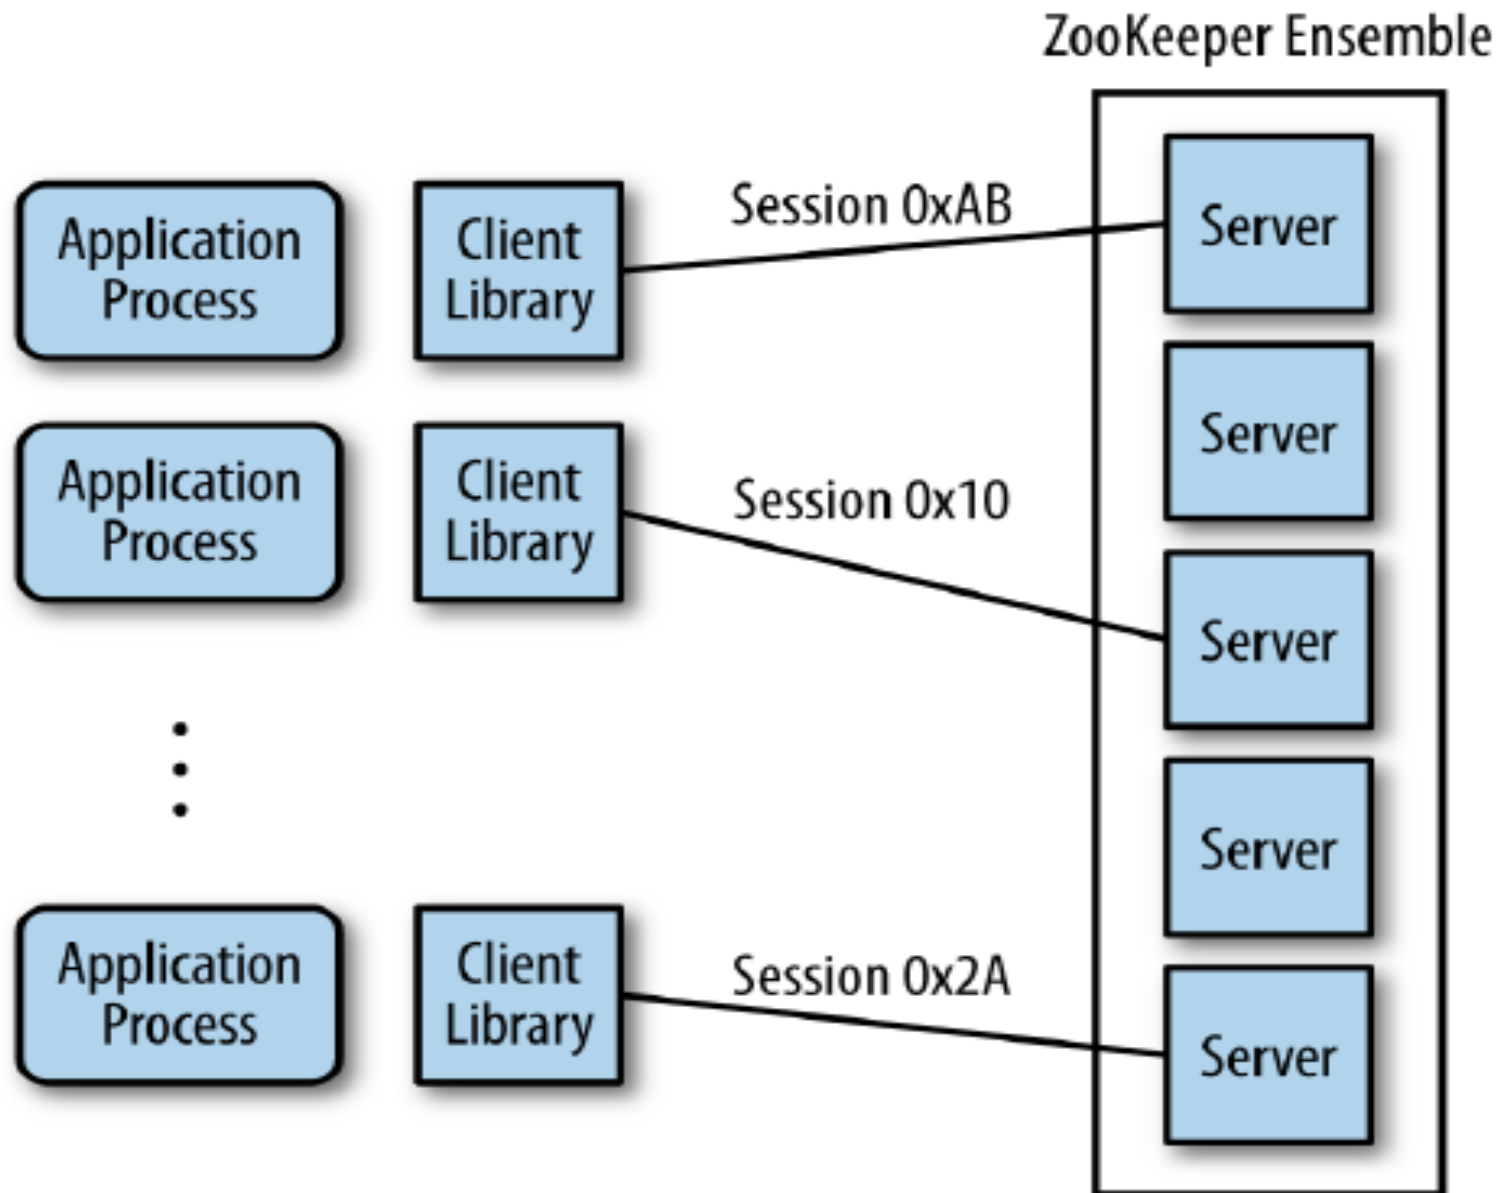 ZooKeeper Ensemble
Application
Process
Client
Library
Session 0xAB
Server
Server
Application
Process
Client
Library
Session 0x10
Server
Server
Application
Process
Client
Library
Session 0x2A
Server